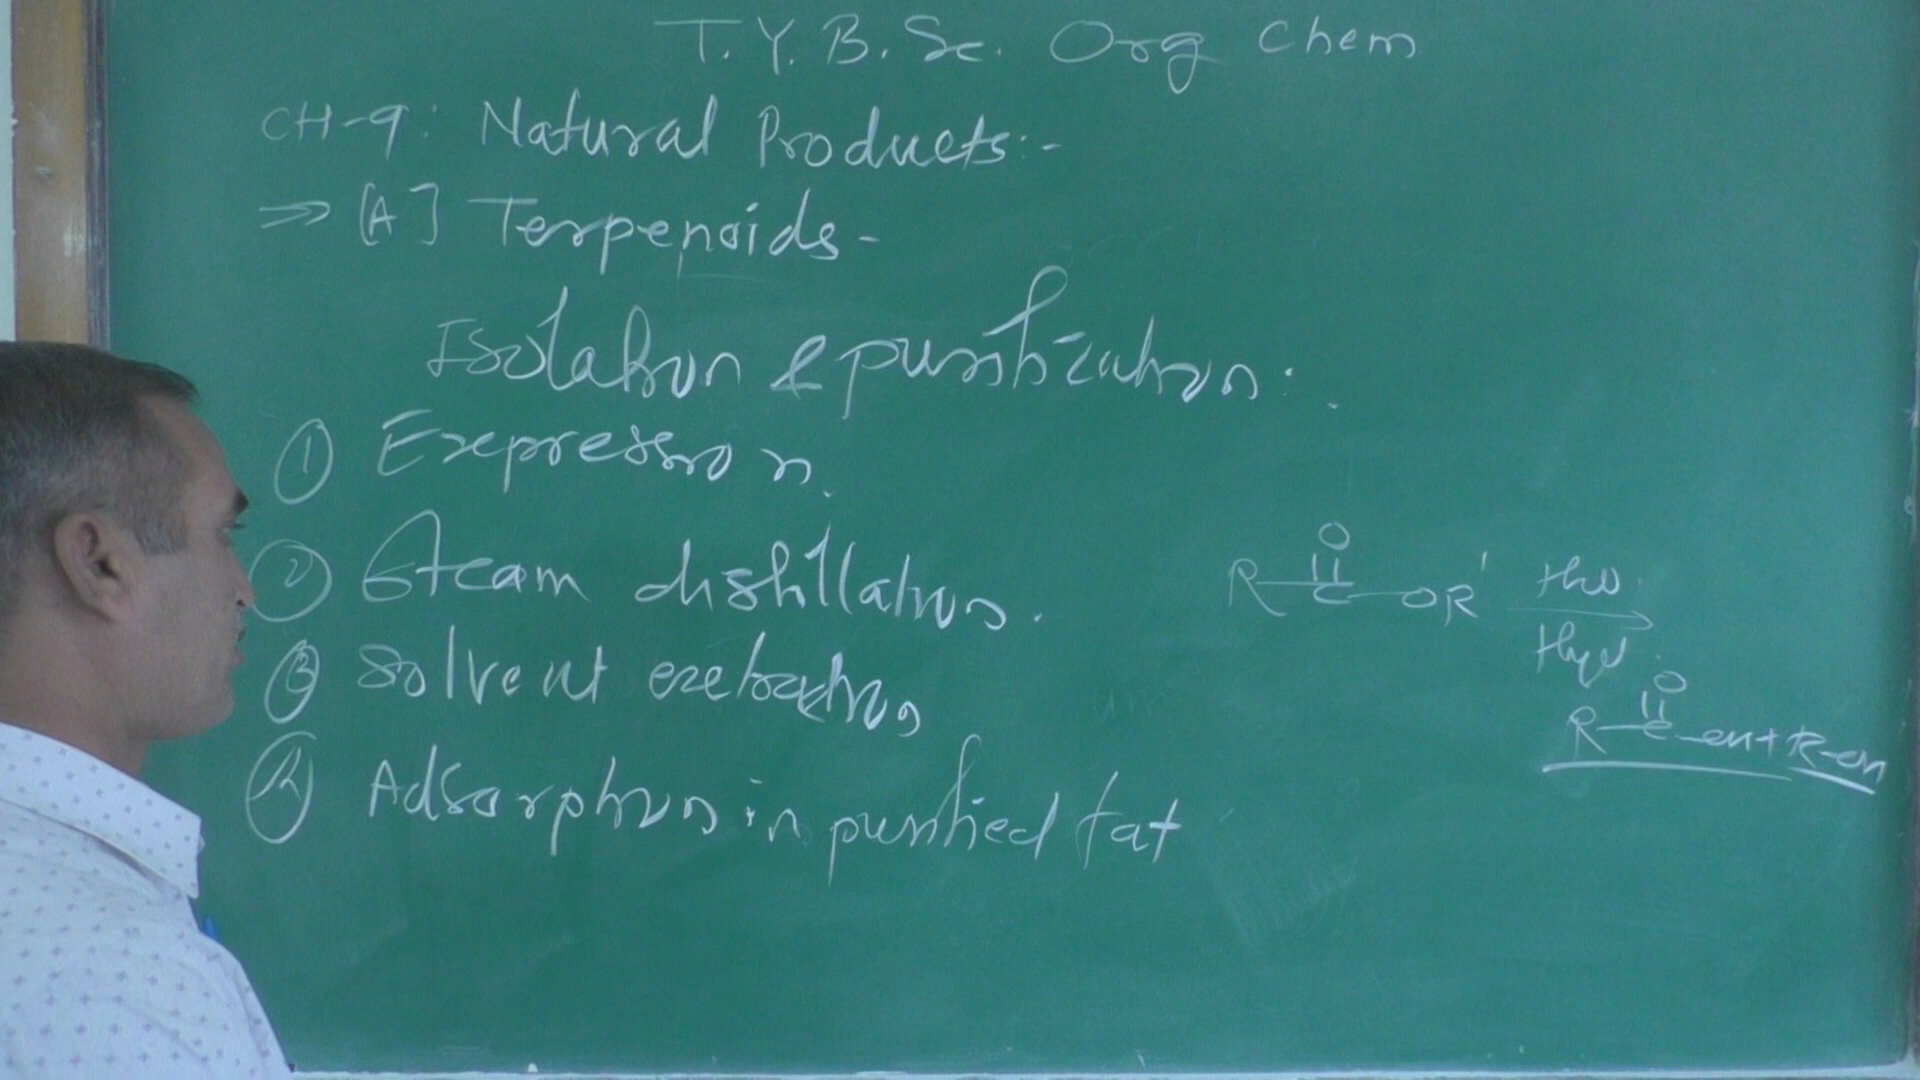 T.Y.B.Sc. Org Chem
CH-9: Natural Products:-
⇒ [A] Terpenoids-
Isolation & purification.
① Expression.
② Steam distillation.
③ Solvent extraction
④ Adsorption in purified fat
O
R-C-OR'
O
R-C-OH + R-OH